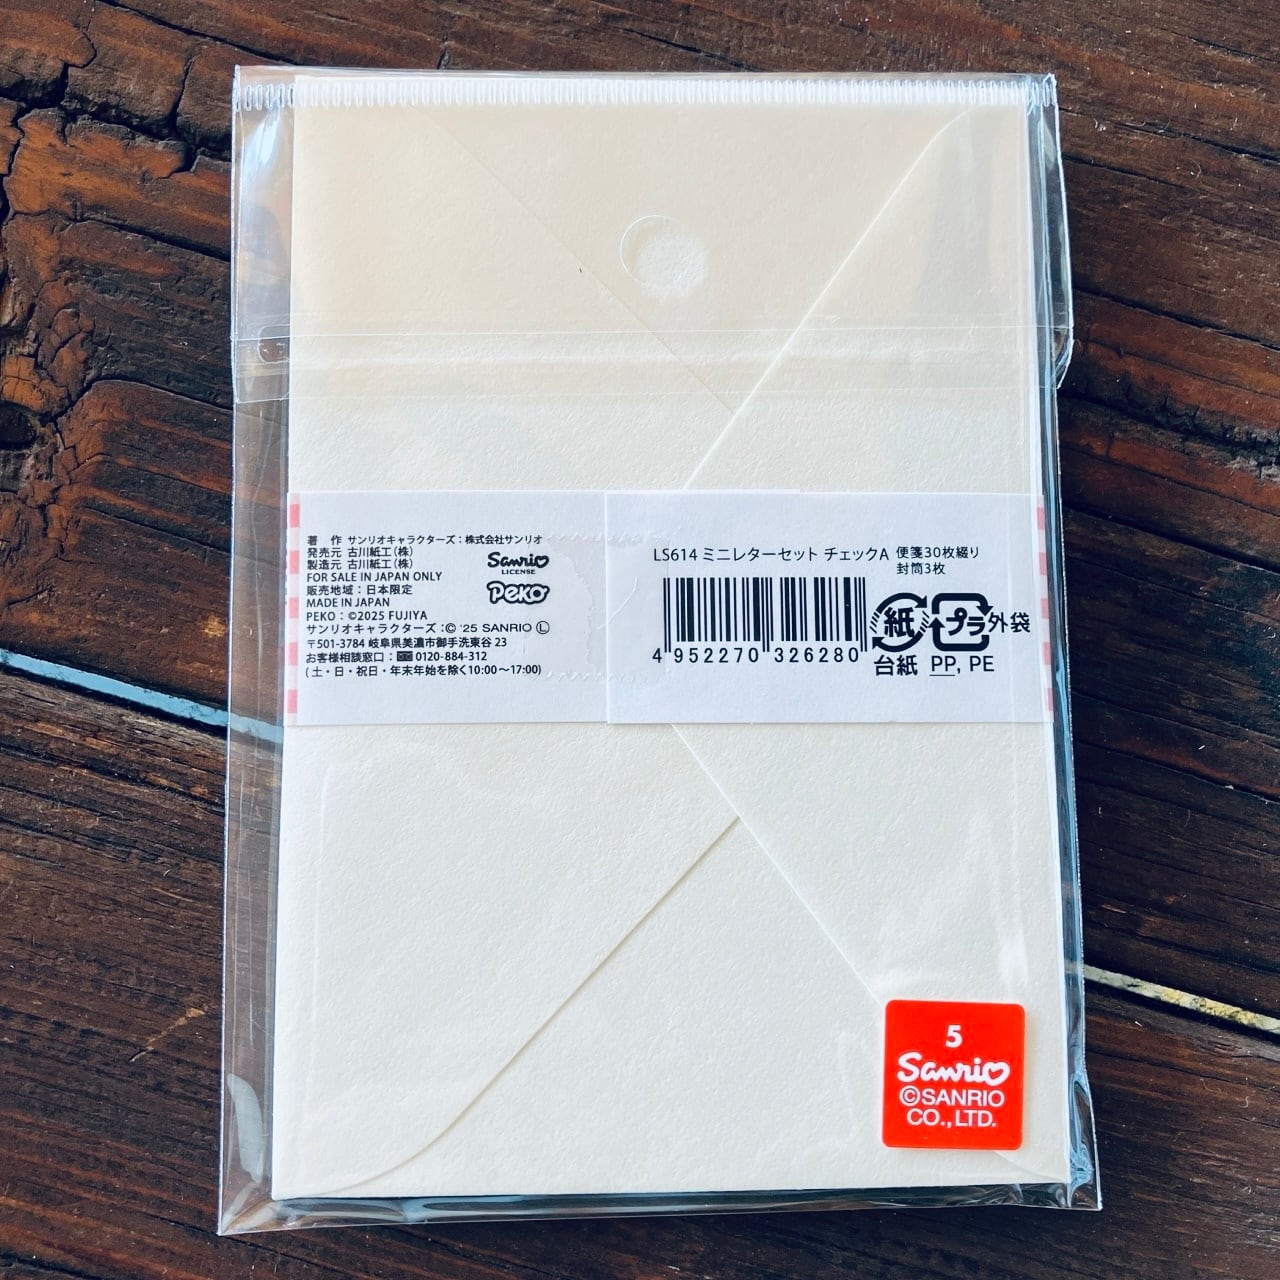 著 作 サンリオキャラクターズ：株式会社サンリオ
発売元 古川紙工(株)
製造元 古川紙工(株)
FOR SALE IN JAPAN ONLY
販売地域：日本限定
MADE IN JAPAN
PEKO：©2025 FUJIYA
サンリオキャラクターズ：© '25 SANRIO Ⓛ
〒501-3784 岐阜県美濃市御手洗東谷 23
お客様相談窓口： 0120-884-312
(土・日・祝日・年末年始を除く10:00～17:00)
Sanrio
LICENSE
PEKO
LS614 ミニレターセット チェックA 便箋30枚綴り
封筒3枚
4 952270 326280
紙
台紙
プラ 外袋
PP, PE
5
Sanrio
©SANRIO
CO.,LTD.